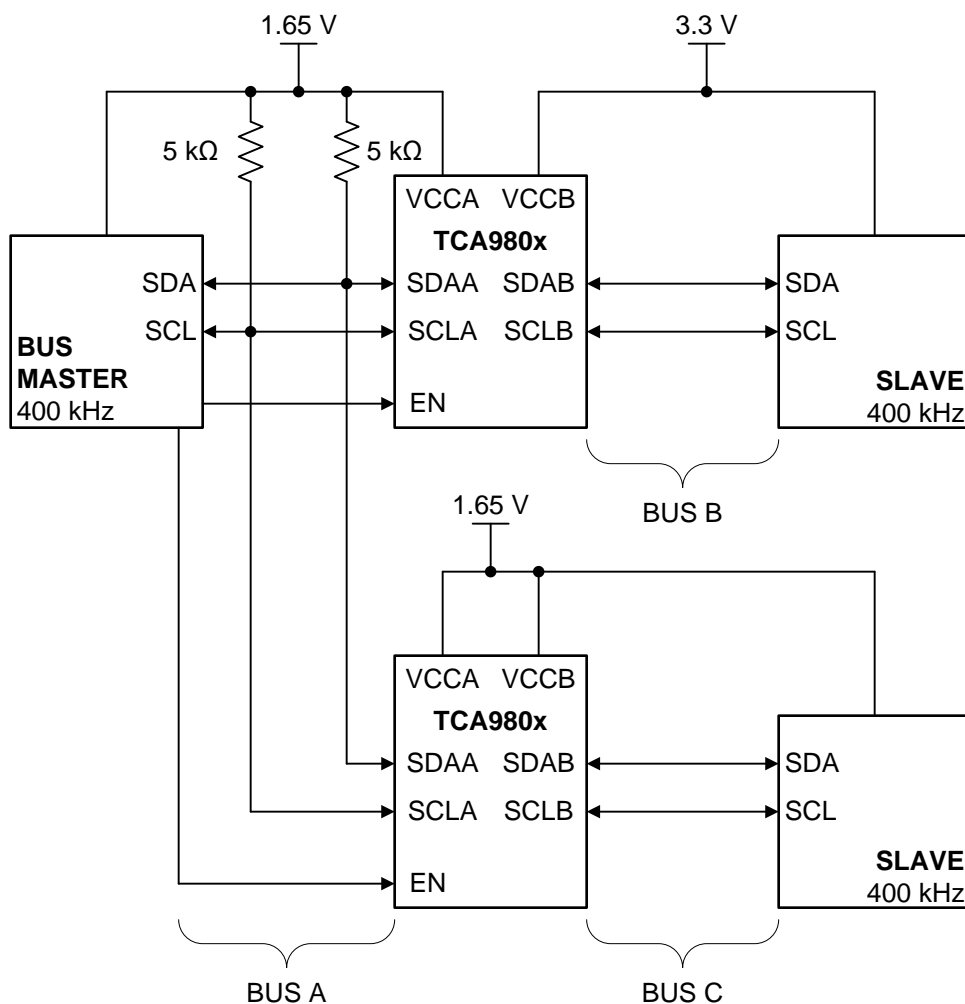 1.65 V
3.3 V
5 kΩ
5 kΩ
VCCA VCCB
TCA980x
SDA
SCL
BUS
MASTER
400 kHz
SDAA SDAB
SCLA SCLB
EN
SDA
SCL
SLAVE
400 kHz
BUS B
1.65 V
VCCA VCCB
TCA980x
SDAA SDAB
SCLA SCLB
EN
SDA
SCL
SLAVE
400 kHz
BUS A
BUS C